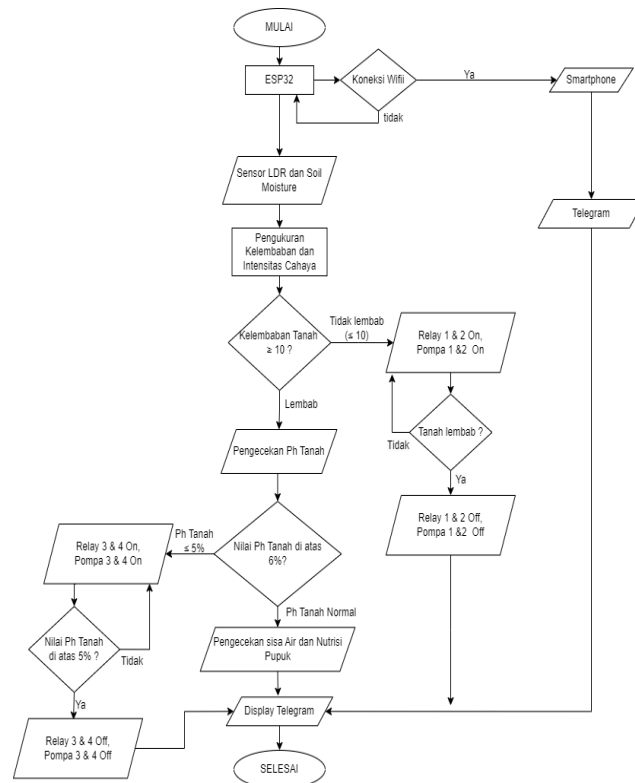 MULAI
ESP32
Koneksi Wifii
Ya
Smartphone
tidak
Sensor LDR dan Soil
Moisture
Telegram
Pengukuran
Kelembaban dan
Intensitas Cahaya
Kelembaban Tanah
≥ 10 ?
Tidak lembab
(≤ 10)
Relay 1 & 2 On,
Pompa 1 &2 On
Lembab
Tidak
Tanah lembab ?
Pengecekan Ph Tanah
Ya
Relay 1 & 2 Off,
Pompa 1 &2 Off
Nilai Ph Tanah di atas
6%?
Ph Tanah
≤ 5%
Relay 3 & 4 On,
Pompa 3 & 4 On
Ph Tanah Normal
Nilai Ph Tanah
di atas 5% ?
Tidak
Pengecekan sisa Air dan Nutrisi
Pupuk
Ya
Relay 3 & 4 Off,
Pompa 3 & 4 Off
Display Telegram
SELESAI